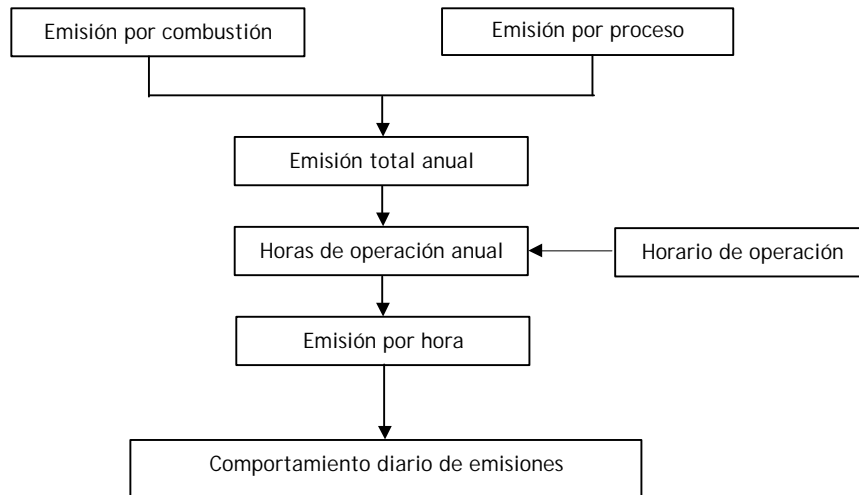 Emisión por combustión
Emisión por proceso
Emisión total anual
Horas de operación anual
Horario de operación
Emisión por hora
Comportamiento diario de emisiones